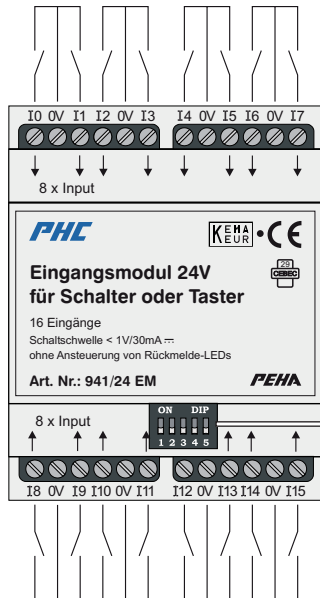 I0 0V I1 I2 0V I3 I4 0V I5 I6 0V I7
8 x Input
PHC
KEMA EUR
CE
29
CEBEC
Eingangsmodul 24V
für Schalter oder Taster
16 Eingänge
Schaltschwelle < 1V/30mA ⎓
ohne Ansteuerung von Rückmelde-LEDs
Art. Nr.: 941/24 EM
PEHA
8 x Input
ON DIP
1 2 3 4 5
I8 0V I9 I10 0V I11 I12 0V I13 I14 0V I15